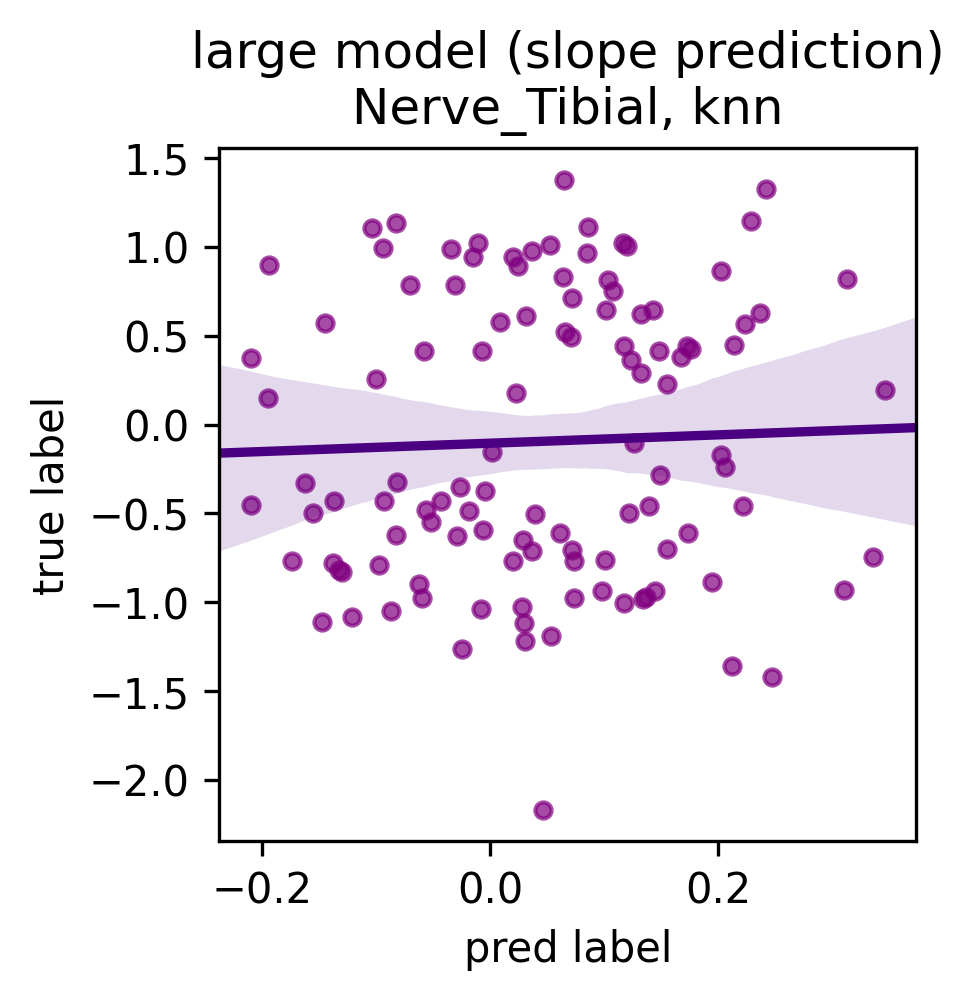 large model (slope prediction)
Nerve_Tibial, knn
1.5
1.0
0.5
0.0
−0.5
−1.0
−1.5
−2.0
true label
−0.2
0.0
0.2
pred label